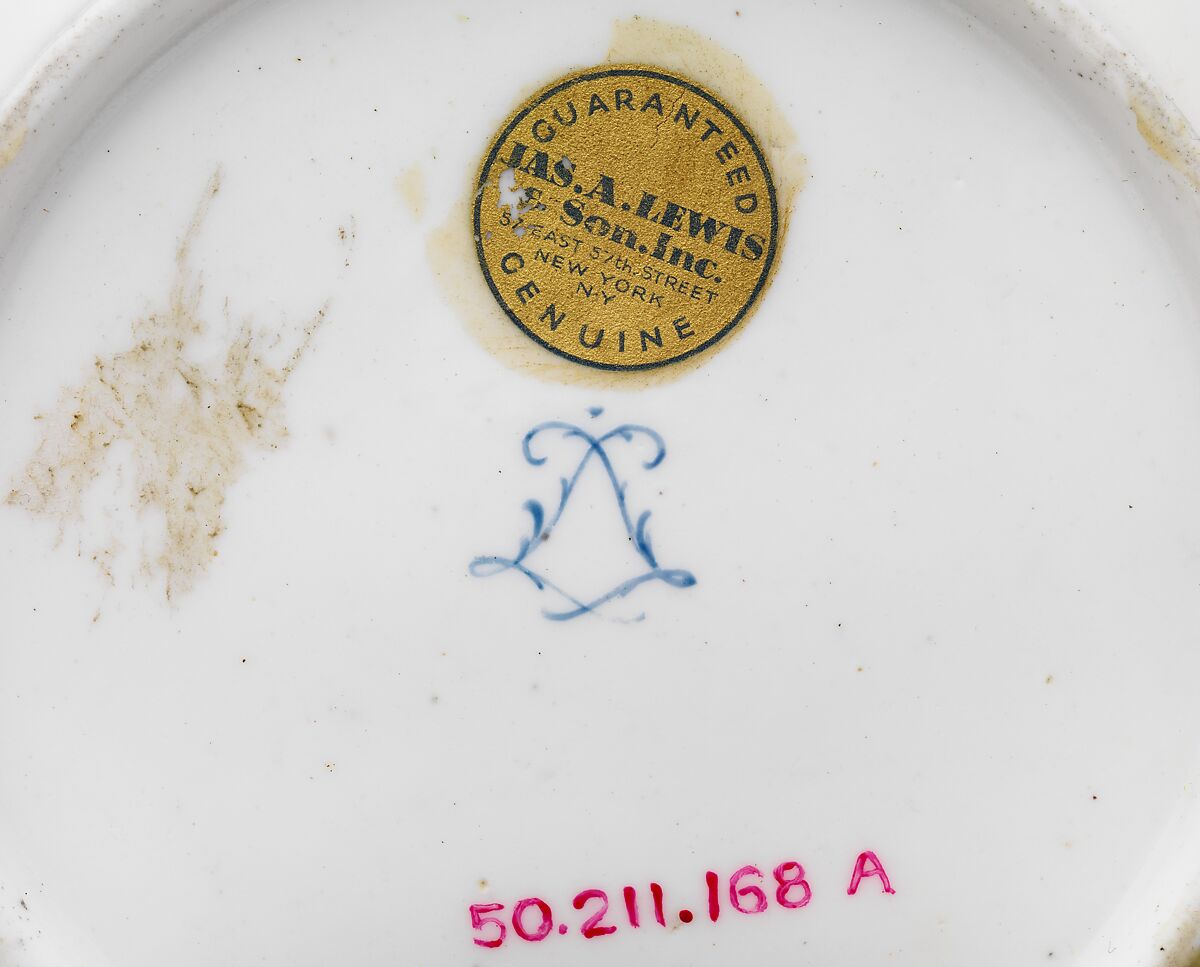 GUARANTEED
JAS. A. LEWIS
& Son. Inc.
EAST 57th. STREET
NEW YORK
N.Y.
GENUINE
50.211.168 A